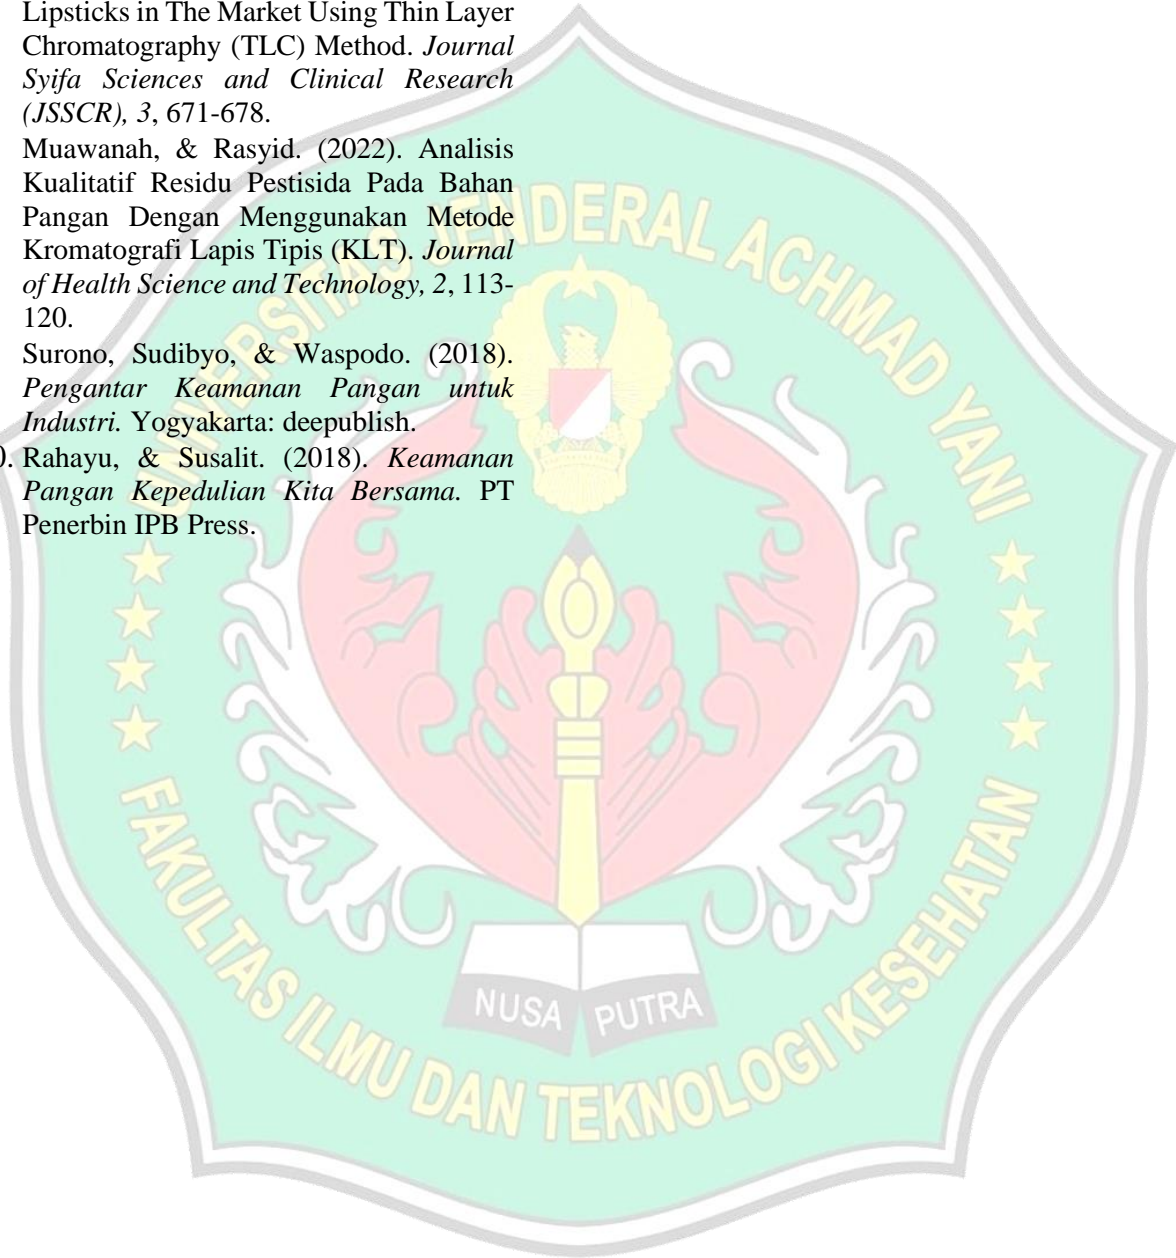 Lipsticks in The Market Using Thin Layer
Chromatography (TLC) Method. Journal
Syifa Sciences and Clinical Research
(JSSCR), 3, 671-678.
Muawanah, & Rasyid. (2022). Analisis
Kualitatif Residu Pestisida Pada Bahan
Pangan Dengan Menggunakan Metode
Kromatografi Lapis Tipis (KLT). Journal
of Health Science and Technology, 2, 113-
120.
Surono, Sudibyo, & Waspodo. (2018).
Pengantar Keamanan Pangan untuk
Industri. Yogyakarta: deepublish.
0. Rahayu, & Susalit. (2018). Keamanan
Pangan Kepedulian Kita Bersama. PT
Penerbin IPB Press.
UNIVERSITAS JENDERAL ACHMAD YANI
NUSA PUTRA
FAKULTAS ILMU DAN TEKNOLOGI KESEHATAN